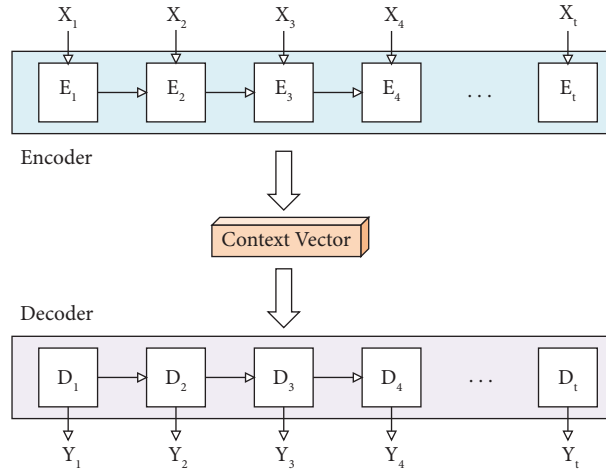 X₁ X₂ X₃ X₄ Xₜ
E₁ E₂ E₃ E₄ ... Eₜ
Encoder
Context Vector
Decoder
D₁ D₂ D₃ D₄ ... Dₜ
Y₁ Y₂ Y₃ Y₄ Yₜ